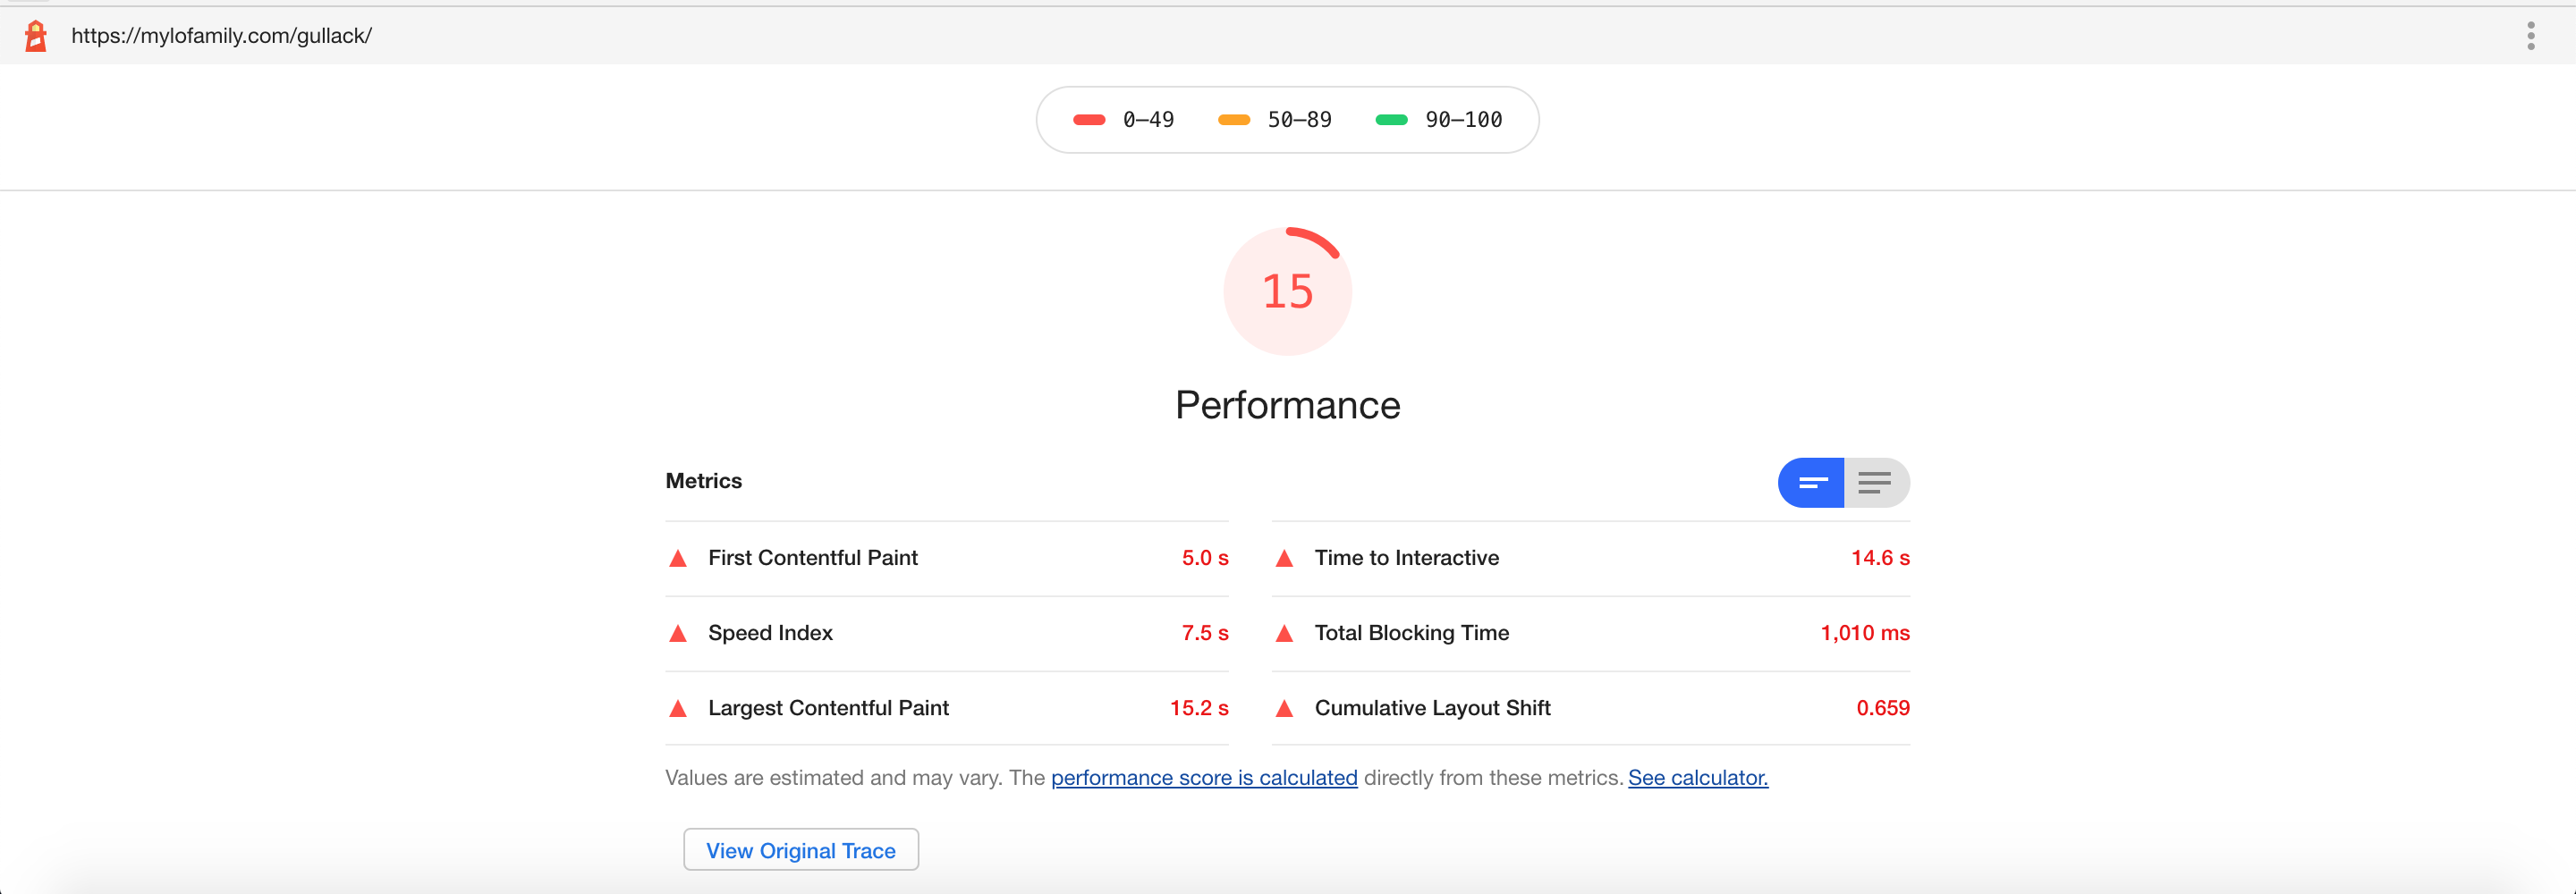 https://mylofamily.com/gullack/
0–49 50–89 90–100
15
Performance
Metrics
First Contentful Paint 5.0 s
Time to Interactive 14.6 s
Speed Index 7.5 s
Total Blocking Time 1,010 ms
Largest Contentful Paint 15.2 s
Cumulative Layout Shift 0.659
Values are estimated and may vary. The performance score is calculated directly from these metrics. See calculator.
View Original Trace